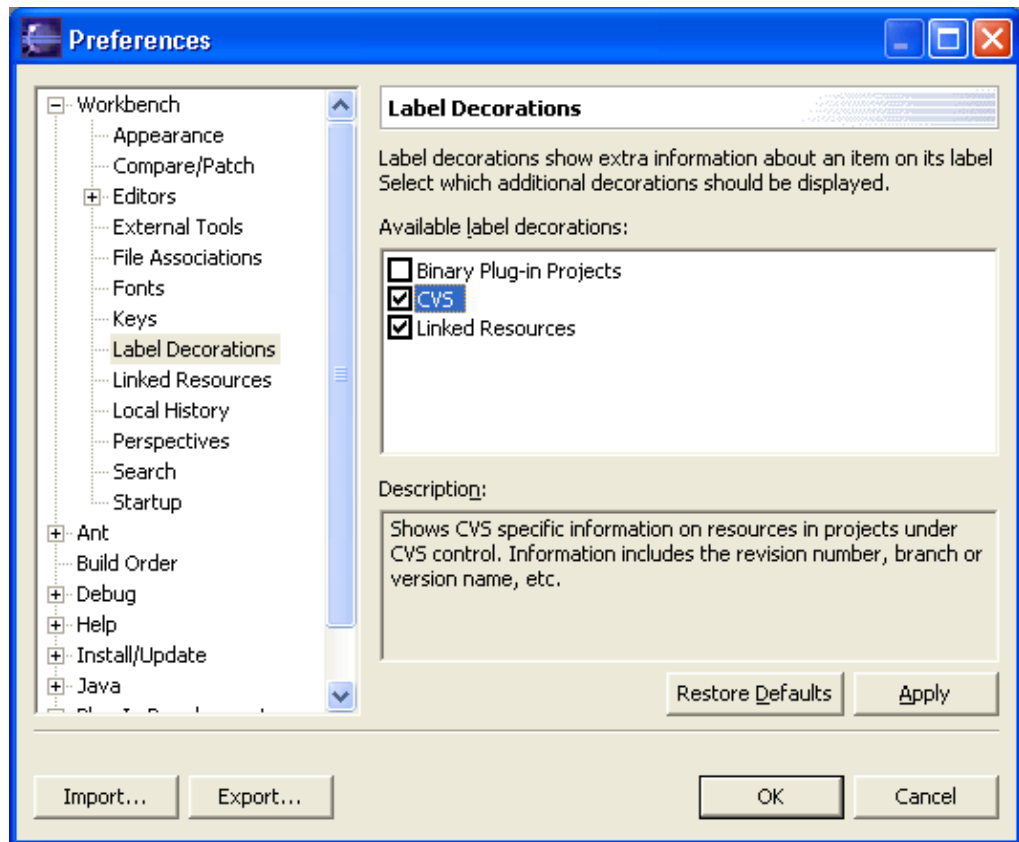 Preferences
Workbench
Appearance
Compare/Patch
Editors
External Tools
File Associations
Fonts
Keys
Label Decorations
Linked Resources
Local History
Perspectives
Search
Startup
Ant
Build Order
Debug
Help
Install/Update
Java
Label Decorations
Label decorations show extra information about an item on its label
Select which additional decorations should be displayed.
Available label decorations:
Binary Plug-in Projects
CVS
Linked Resources
Description:
Shows CVS specific information on resources in projects under
CVS control. Information includes the revision number, branch or
version name, etc.
Restore Defaults
Apply
Import...
Export...
OK
Cancel